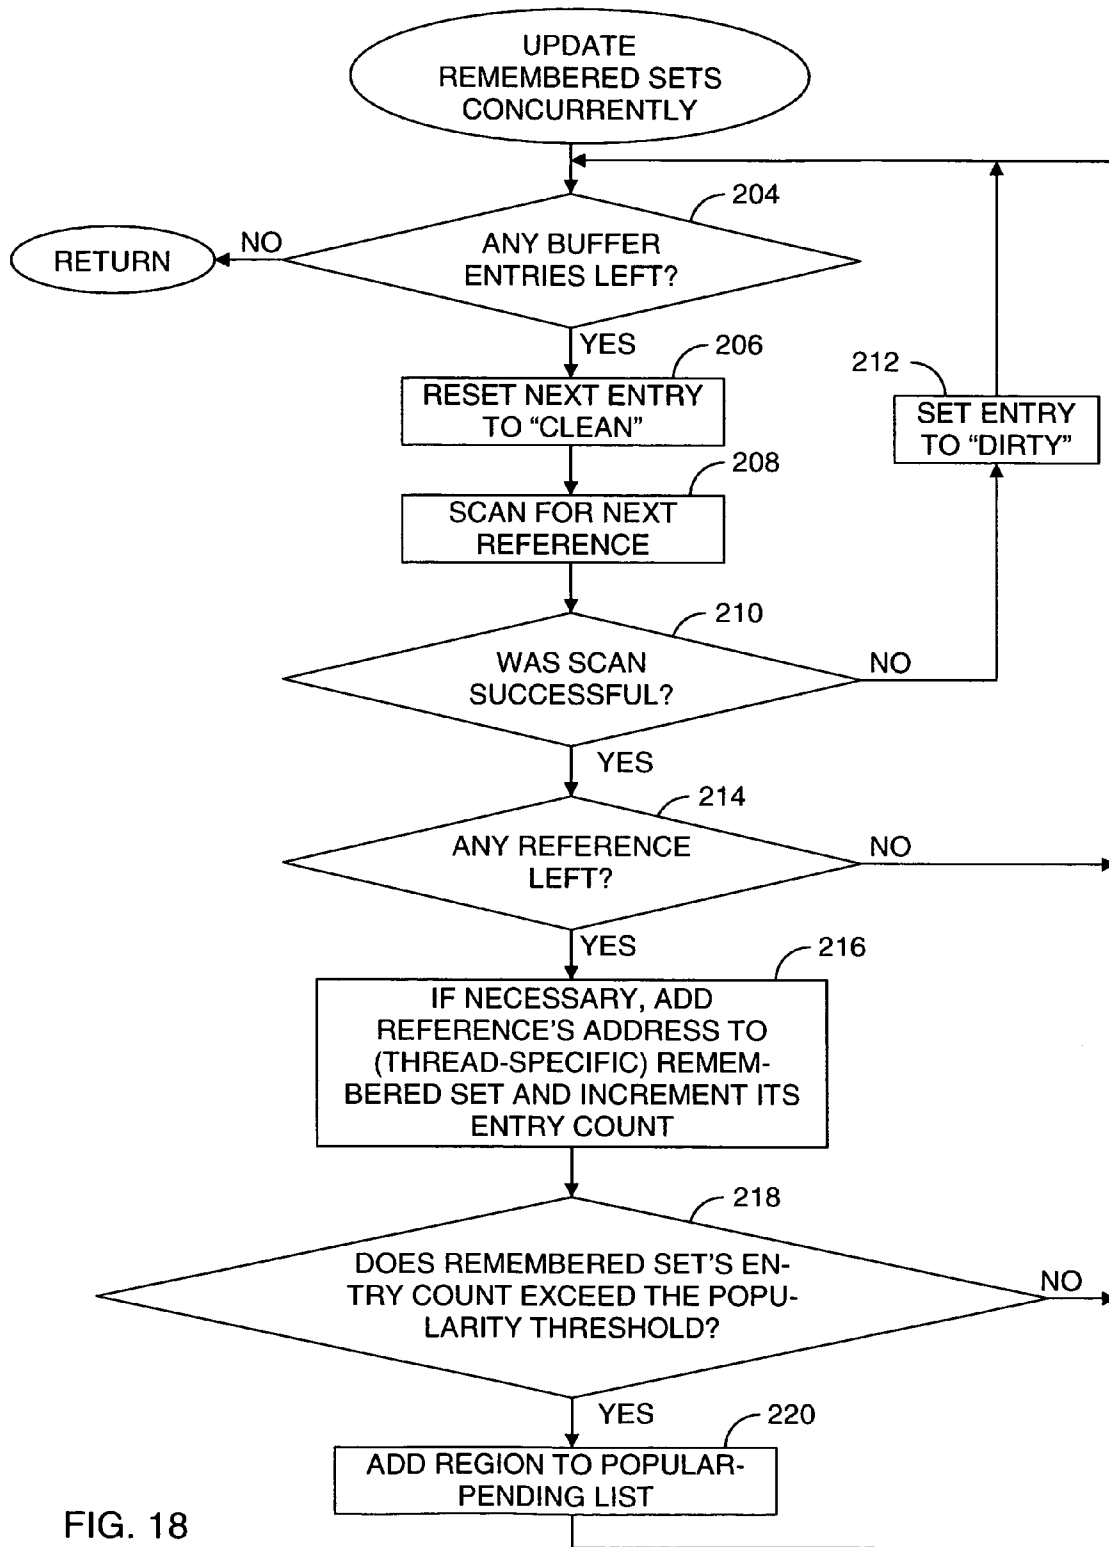 UPDATE
REMEMBERED SETS
CONCURRENTLY
204
ANY BUFFER
ENTRIES LEFT?
NO
RETURN
YES
206
RESET NEXT ENTRY
TO “CLEAN”
212
SET ENTRY
TO “DIRTY”
208
SCAN FOR NEXT
REFERENCE
210
WAS SCAN
SUCCESSFUL?
NO
YES
214
ANY REFERENCE
LEFT?
NO
YES
216
IF NECESSARY, ADD
REFERENCE’S ADDRESS TO
(THREAD-SPECIFIC) REMEM-
BERED SET AND INCREMENT ITS
ENTRY COUNT
218
DOES REMEMBERED SET’S EN-
TRY COUNT EXCEED THE POPU-
LARITY THRESHOLD?
NO
YES
220
ADD REGION TO POPULAR-
PENDING LIST
FIG. 18